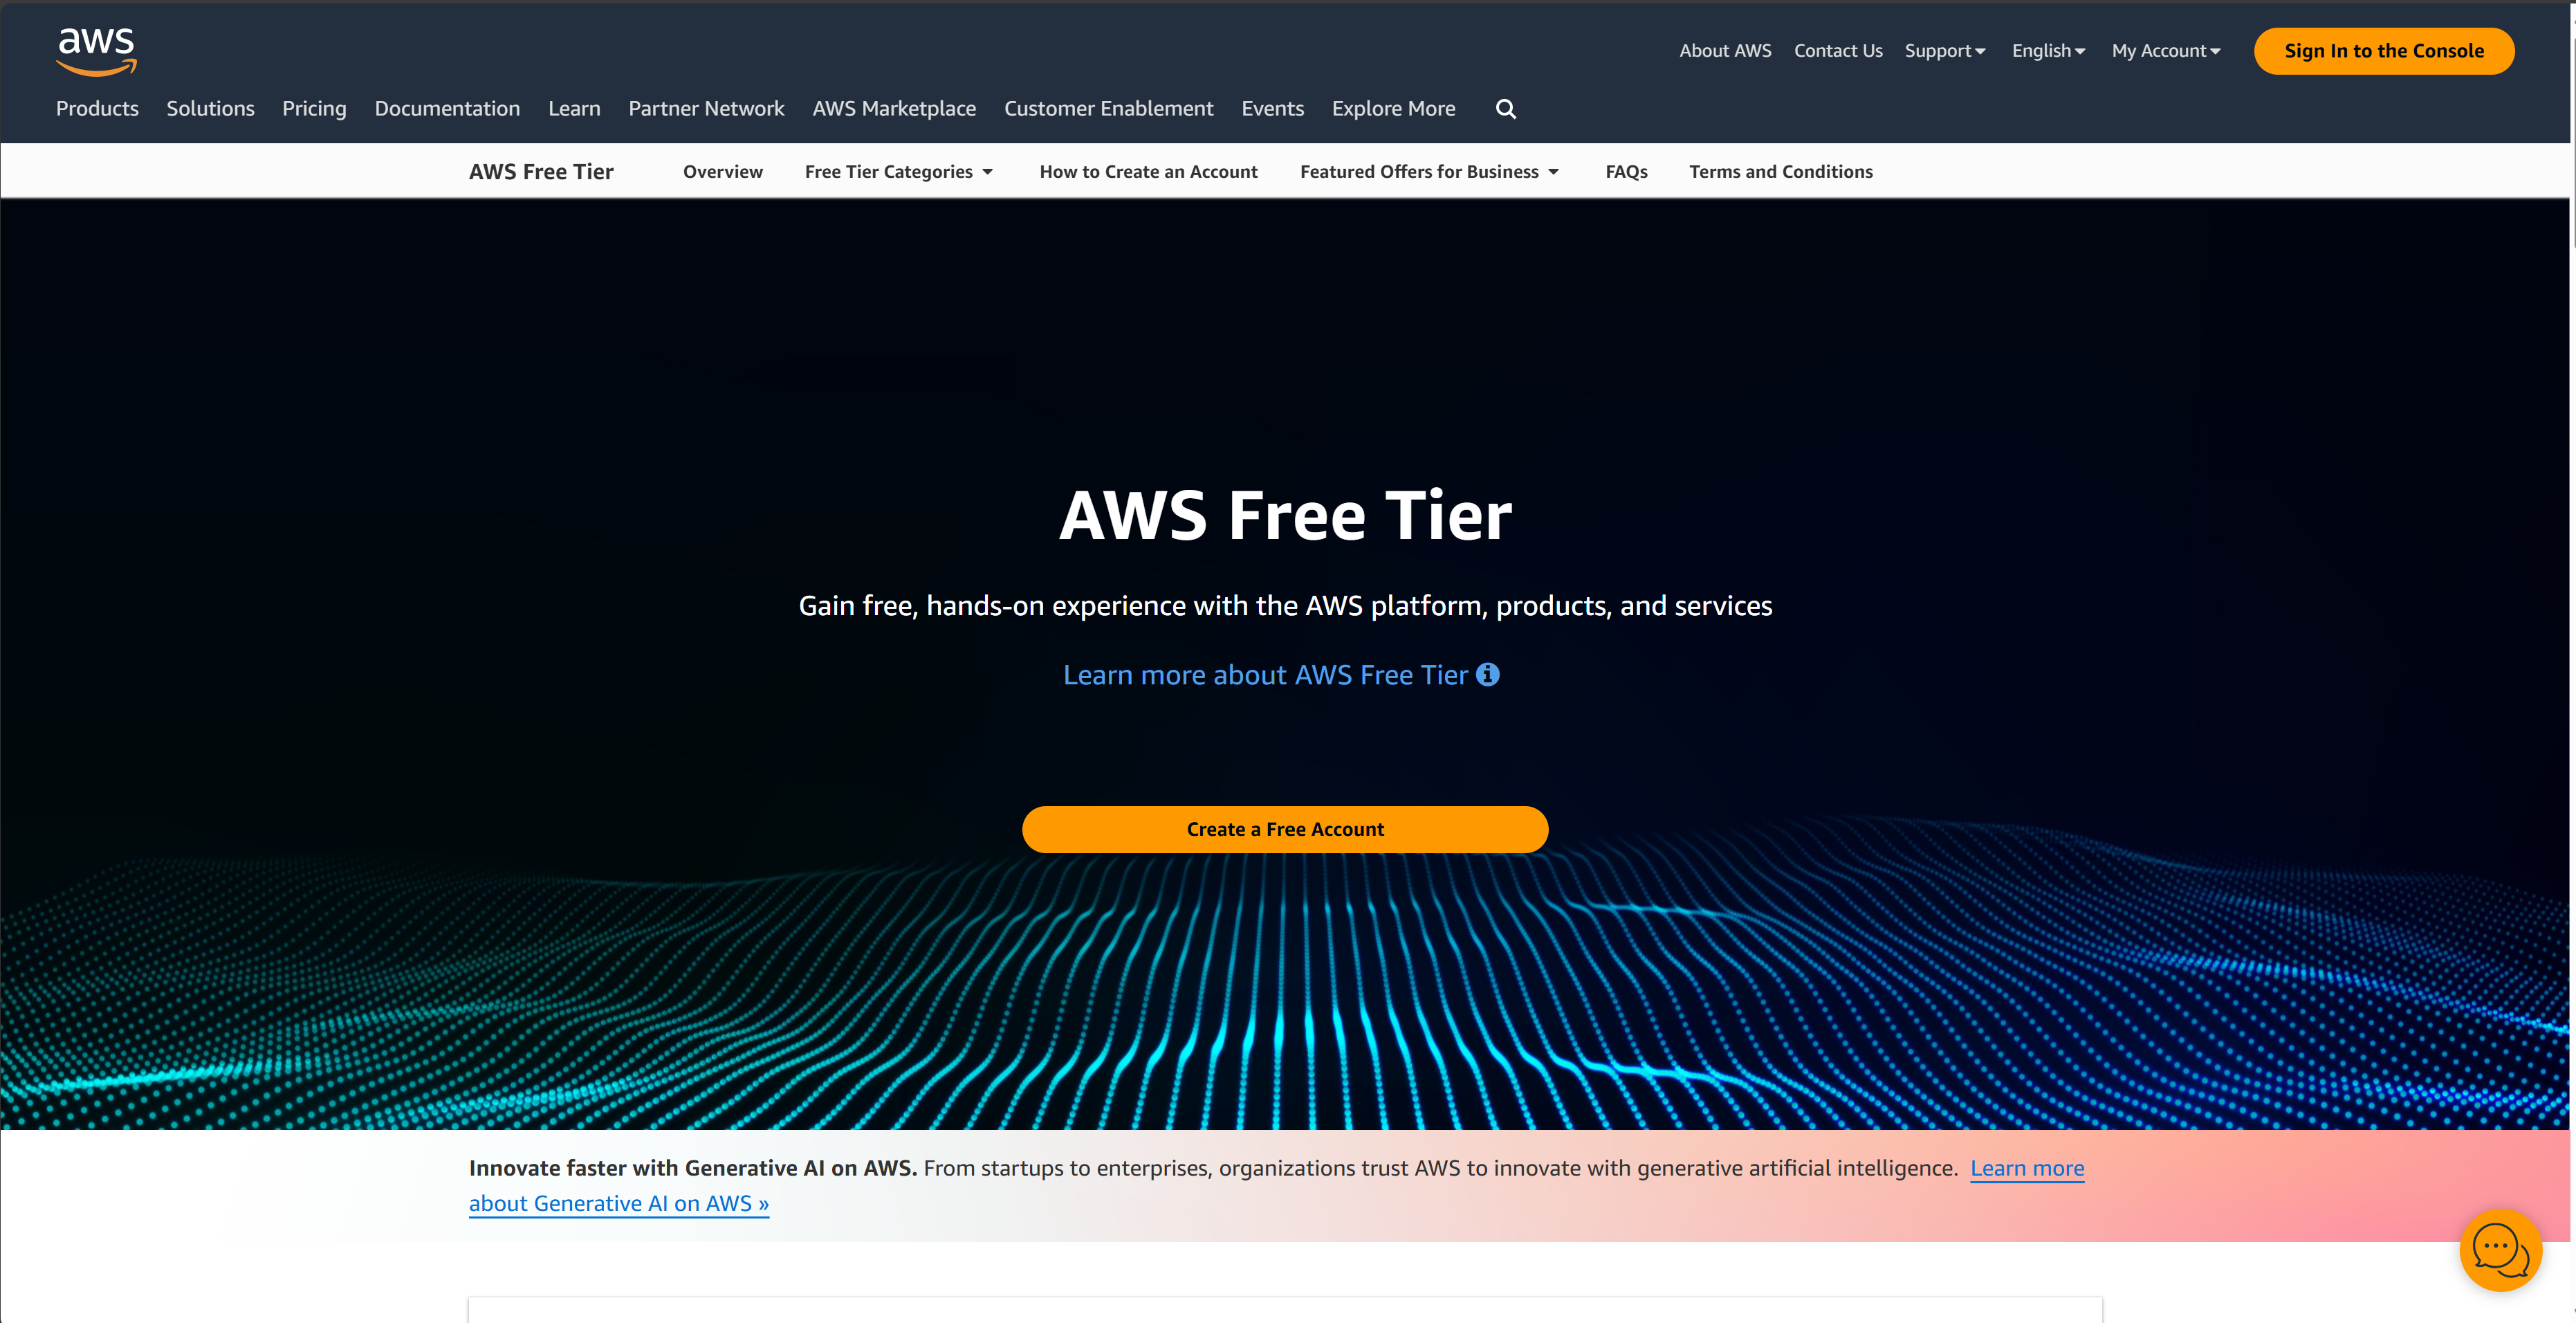 aws
About AWS Contact Us Support English My Account Sign In to the Console
Products Solutions Pricing Documentation Learn Partner Network AWS Marketplace Customer Enablement Events Explore More
AWS Free Tier Overview Free Tier Categories How to Create an Account Featured Offers for Business FAQs Terms and Conditions
AWS Free Tier
Gain free, hands-on experience with the AWS platform, products, and services
Learn more about AWS Free Tier
Create a Free Account
Innovate faster with Generative AI on AWS. From startups to enterprises, organizations trust AWS to innovate with generative artificial intelligence. Learn more
about Generative AI on AWS »